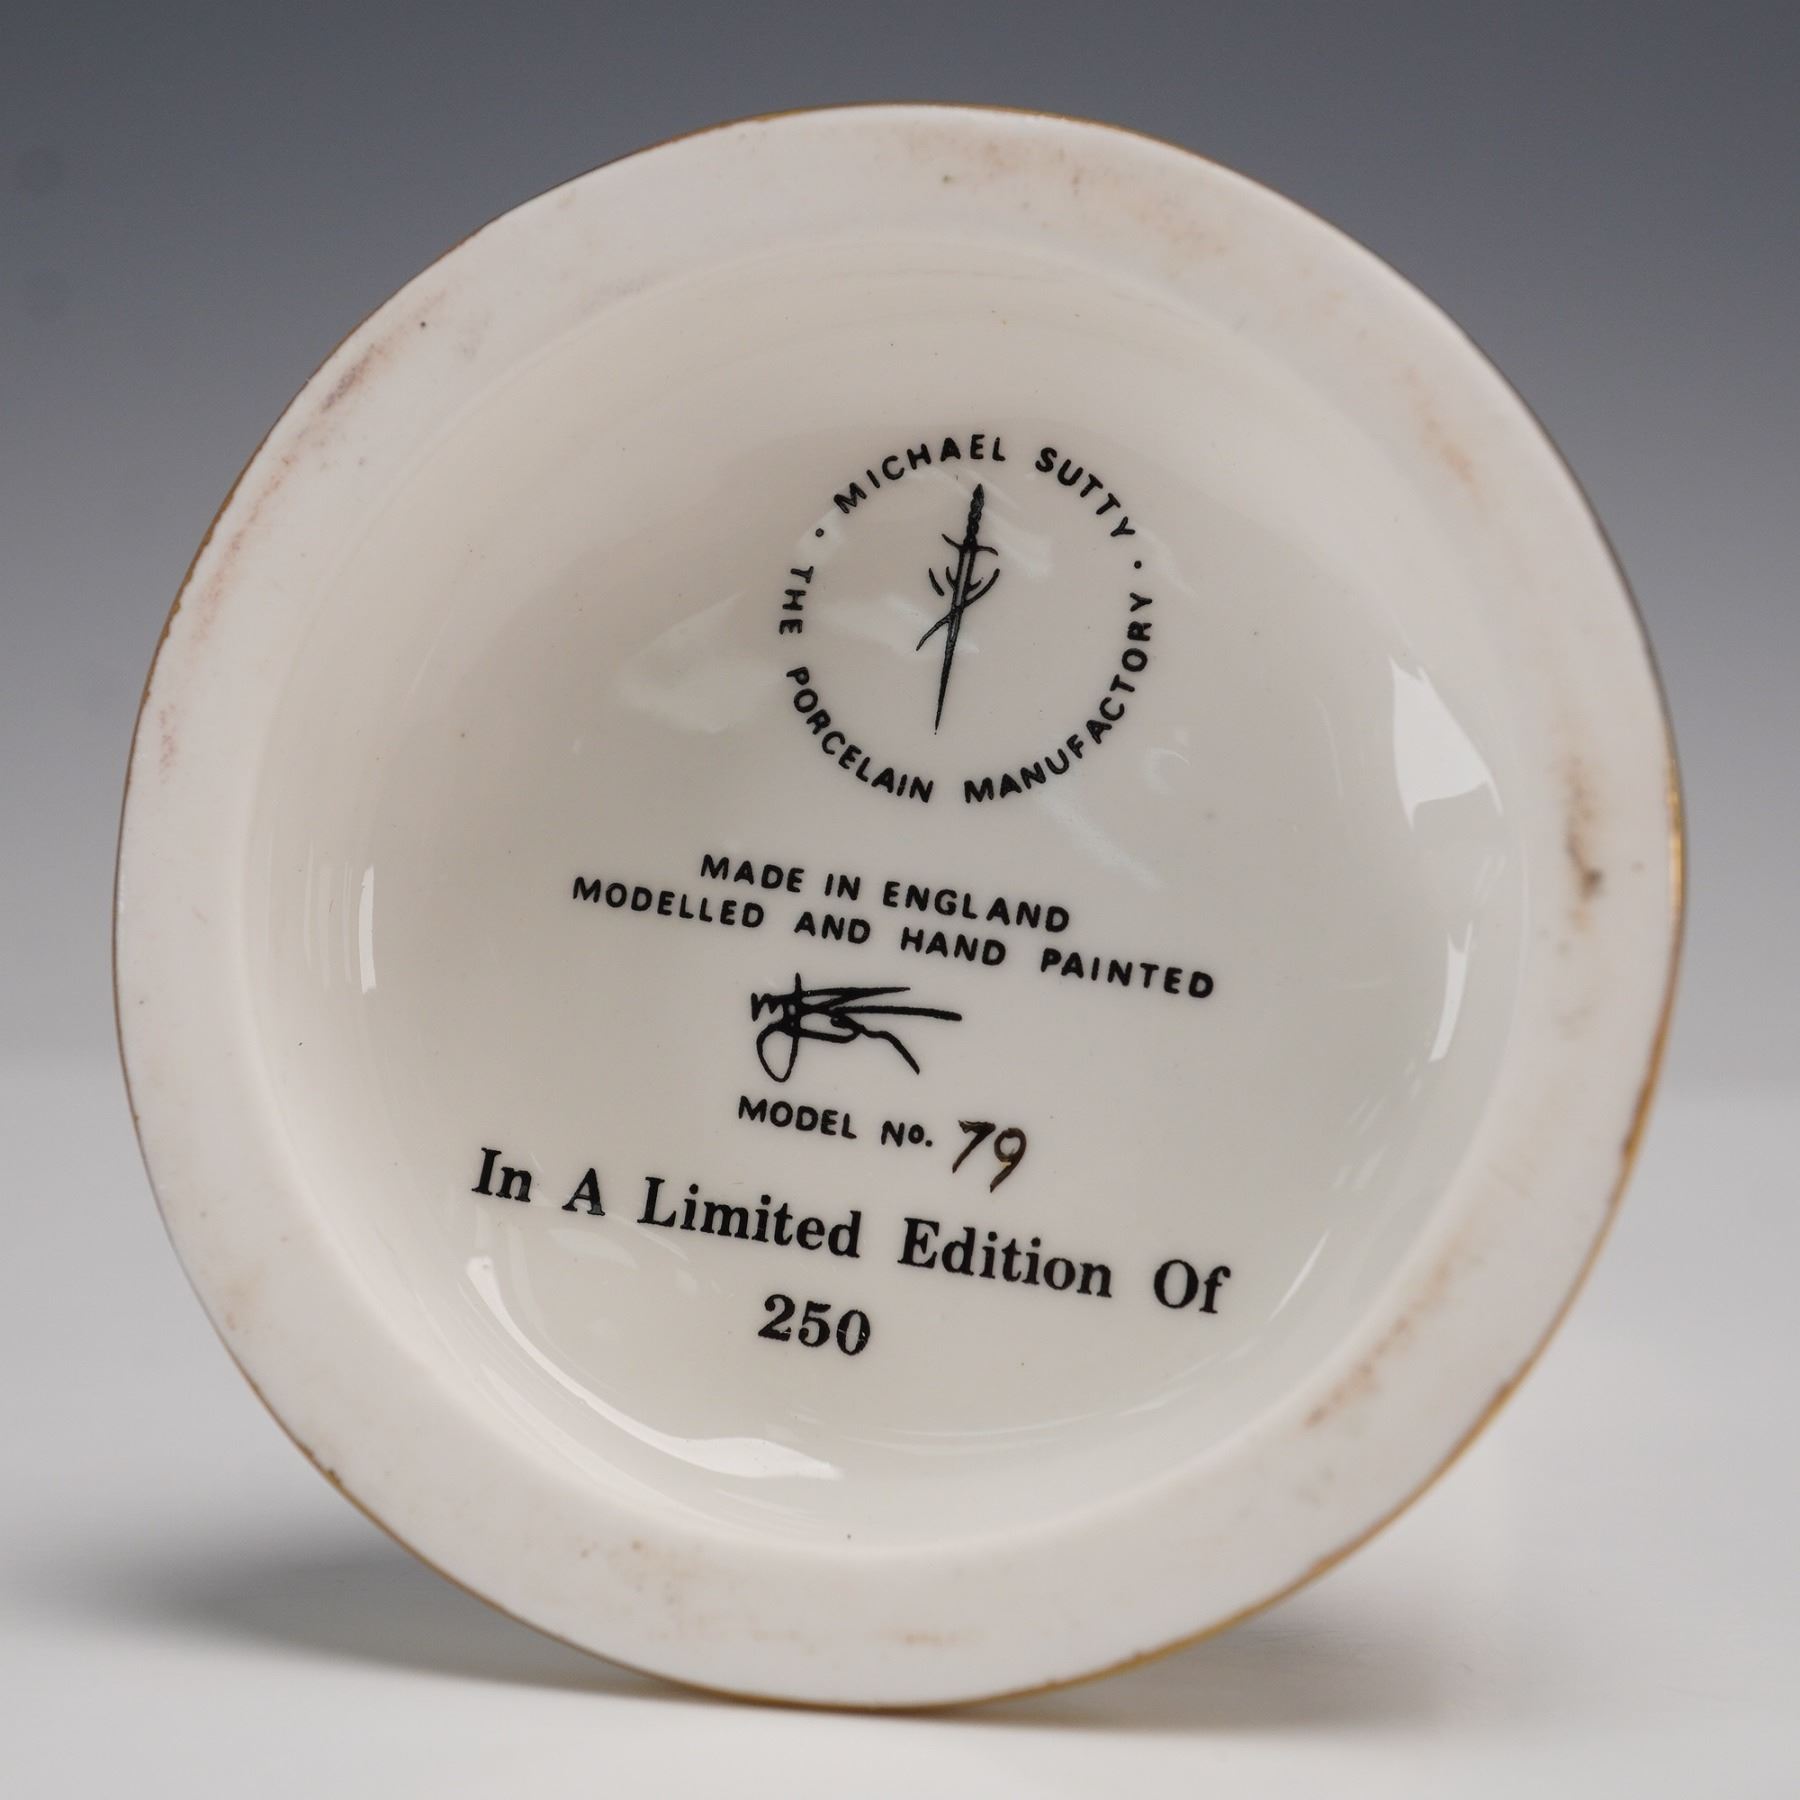 · MICHAEL SUTTY ·
THE PORCELAIN MANUFACTORY
MADE IN ENGLAND
MODELLED AND HAND PAINTED
MODEL No. 79
In A Limited Edition Of
250